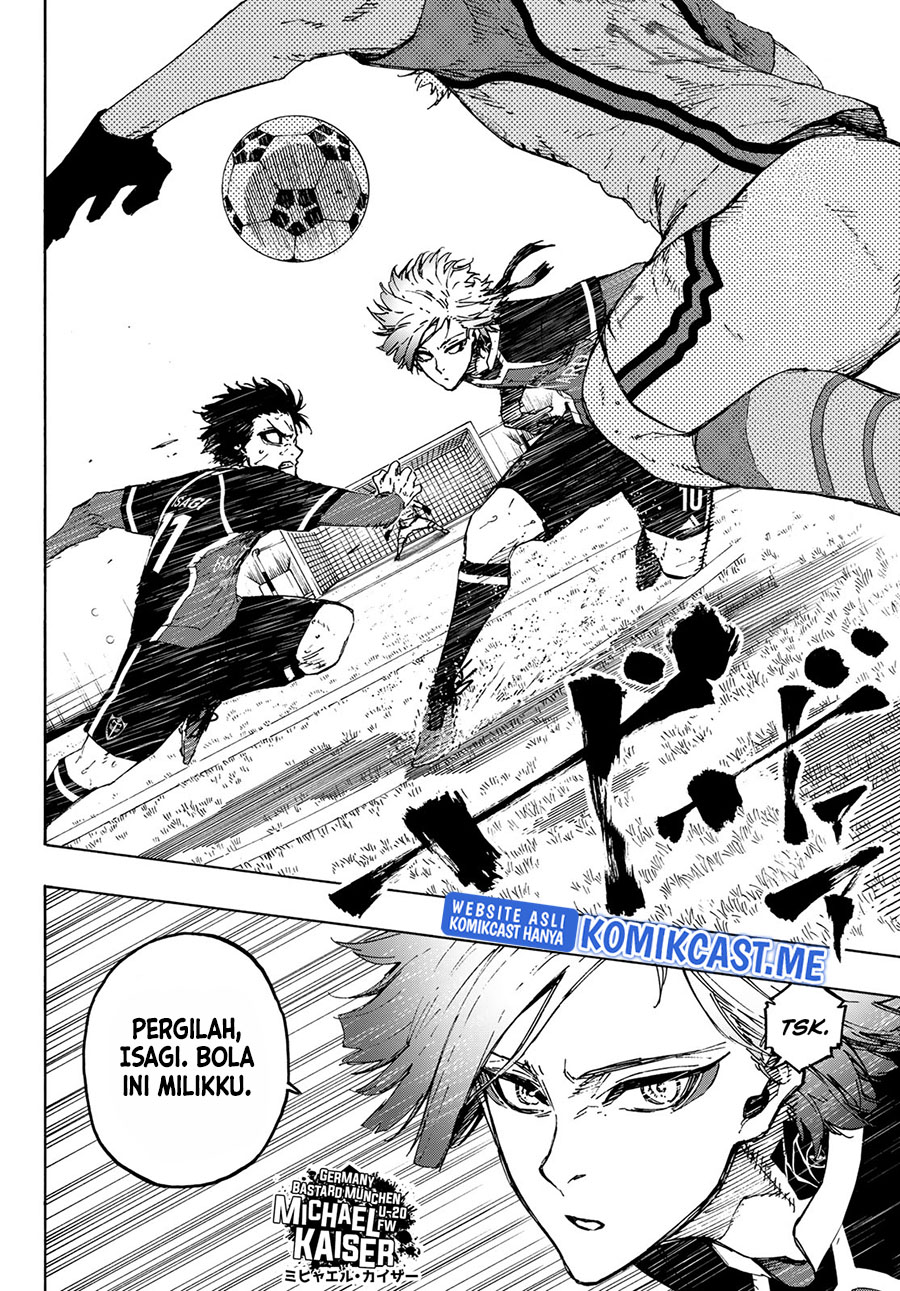 ISAGI
11
10
ドドドッ
WEBSITE ASLI
KOMIKCAST HANYA
KOMIKCAST.ME
TSK.
PERGILAH,
ISAGI. BOLA
INI MILIKKU.
GERMANY
BASTARD MÜNCHEN
U-20
MICHAEL
FW
KAISER
ミヒャエル・カイザー